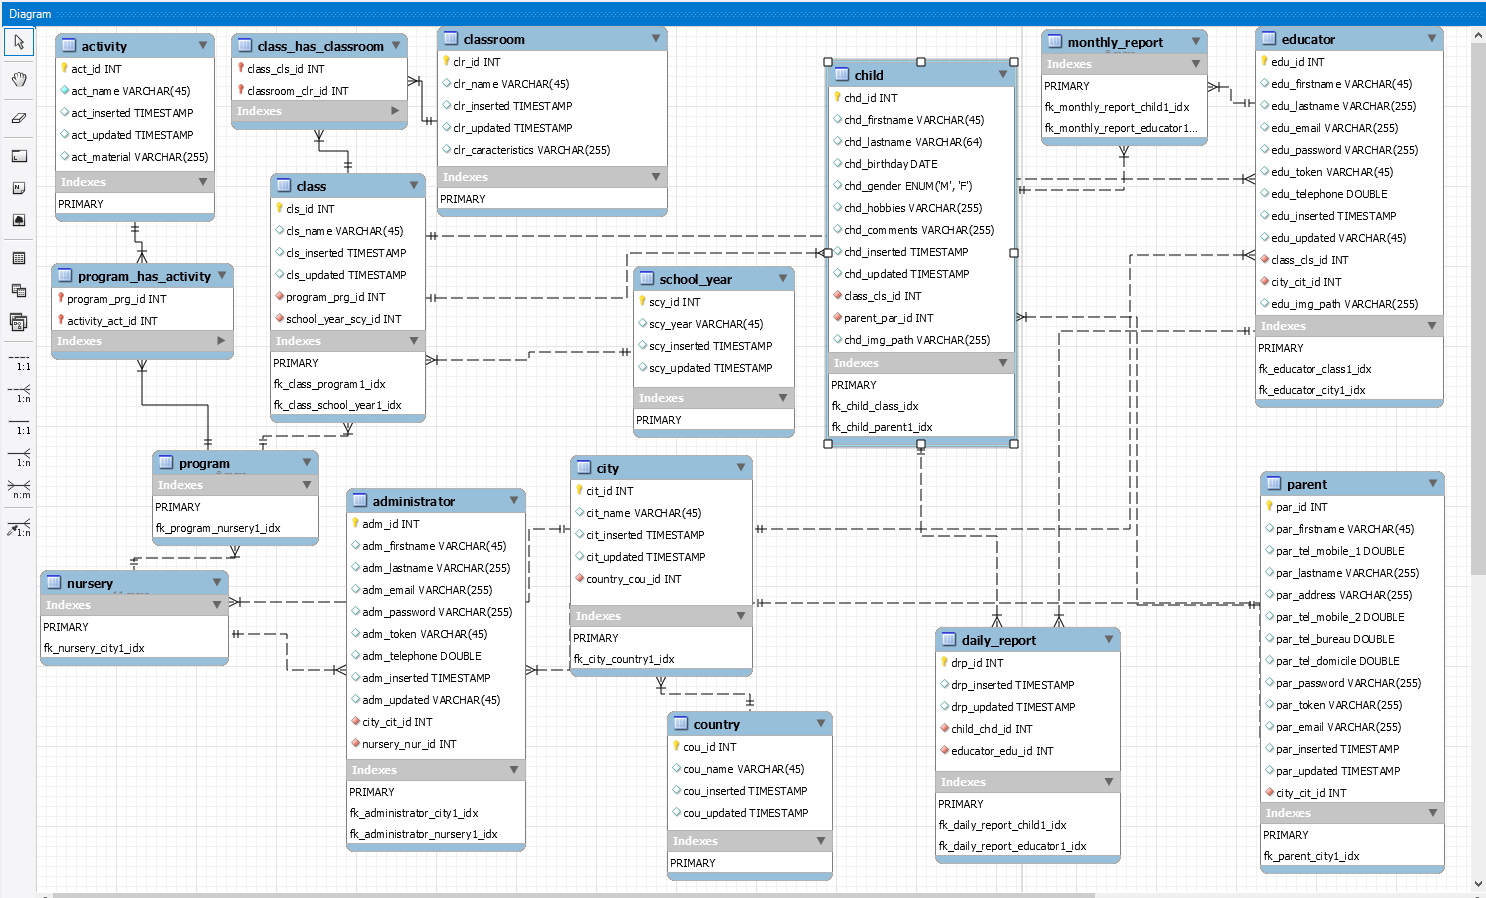 Diagram
activity
act_id INT
act_name VARCHAR(45)
act_inserted TIMESTAMP
act_updated TIMESTAMP
act_material VARCHAR(255)
Indexes
PRIMARY
class_has_classroom
class_cls_id INT
classroom_clr_id INT
Indexes
classroom
clr_id INT
clr_name VARCHAR(45)
clr_inserted TIMESTAMP
clr_updated TIMESTAMP
clr_caracteristics VARCHAR(255)
Indexes
PRIMARY
child
chd_id INT
chd_firstname VARCHAR(45)
chd_lastname VARCHAR(64)
chd_birthday DATE
chd_gender ENUM('M', 'F')
chd_hobbies VARCHAR(255)
chd_comments VARCHAR(255)
chd_inserted TIMESTAMP
chd_updated TIMESTAMP
class_cls_id INT
parent_par_id INT
chd_img_path VARCHAR(255)
Indexes
PRIMARY
fk_child_class_idx
fk_child_parent1_idx
monthly_report
Indexes
PRIMARY
fk_monthly_report_child1_idx
fk_monthly_report_educator1...
educator
edu_id INT
edu_firstname VARCHAR(45)
edu_lastname VARCHAR(255)
edu_email VARCHAR(255)
edu_password VARCHAR(255)
edu_token VARCHAR(45)
edu_telephone DOUBLE
edu_inserted TIMESTAMP
edu_updated VARCHAR(45)
class_cls_id INT
city_cit_id INT
edu_img_path VARCHAR(255)
Indexes
PRIMARY
fk_educator_class1_idx
fk_educator_city1_idx
class
cls_id INT
cls_name VARCHAR(45)
cls_inserted TIMESTAMP
cls_updated TIMESTAMP
program_prg_id INT
school_year_scy_id INT
Indexes
PRIMARY
fk_class_program1_idx
fk_class_school_year1_idx
program_has_activity
program_prg_id INT
activity_act_id INT
Indexes
school_year
scy_id INT
scy_year VARCHAR(45)
scy_inserted TIMESTAMP
scy_updated TIMESTAMP
Indexes
PRIMARY
1:1
1:n
1:1
1:n
n:m
1:n
program
Indexes
PRIMARY
fk_program_nursery1_idx
nursery
Indexes
PRIMARY
fk_nursery_city1_idx
administrator
adm_id INT
adm_firstname VARCHAR(45)
adm_lastname VARCHAR(255)
adm_email VARCHAR(255)
adm_password VARCHAR(255)
adm_token VARCHAR(45)
adm_telephone DOUBLE
adm_inserted TIMESTAMP
adm_updated VARCHAR(45)
city_cit_id INT
nursery_nur_id INT
Indexes
PRIMARY
fk_administrator_city1_idx
fk_administrator_nursery1_idx
city
cit_id INT
cit_name VARCHAR(45)
cit_inserted TIMESTAMP
cit_updated TIMESTAMP
country_cou_id INT
Indexes
PRIMARY
fk_city_country1_idx
country
cou_id INT
cou_name VARCHAR(45)
cou_inserted TIMESTAMP
cou_updated TIMESTAMP
Indexes
PRIMARY
daily_report
drp_id INT
drp_inserted TIMESTAMP
drp_updated TIMESTAMP
child_chd_id INT
educator_edu_id INT
Indexes
PRIMARY
fk_daily_report_child1_idx
fk_daily_report_educator1_idx
parent
par_id INT
par_firstname VARCHAR(45)
par_tel_mobile_1 DOUBLE
par_lastname VARCHAR(255)
par_address VARCHAR(255)
par_tel_mobile_2 DOUBLE
par_tel_bureau DOUBLE
par_tel_domicile DOUBLE
par_password VARCHAR(255)
par_token VARCHAR(255)
par_email VARCHAR(255)
par_inserted TIMESTAMP
par_updated TIMESTAMP
city_cit_id INT
Indexes
PRIMARY
fk_parent_city1_idx